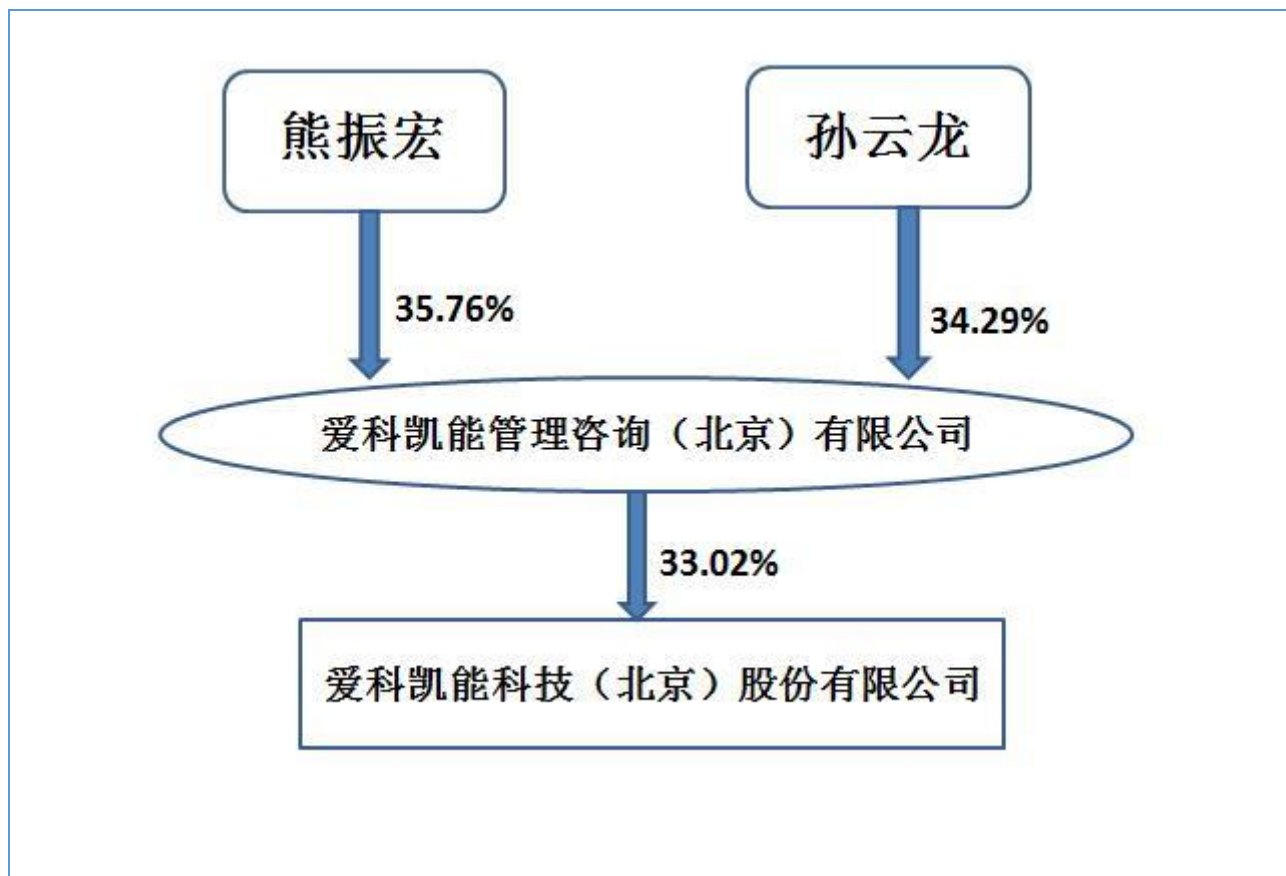 熊振宏
孙云龙
35.76%
34.29%
爱科凯能管理咨询（北京）有限公司
33.02%
爱科凯能科技（北京）股份有限公司